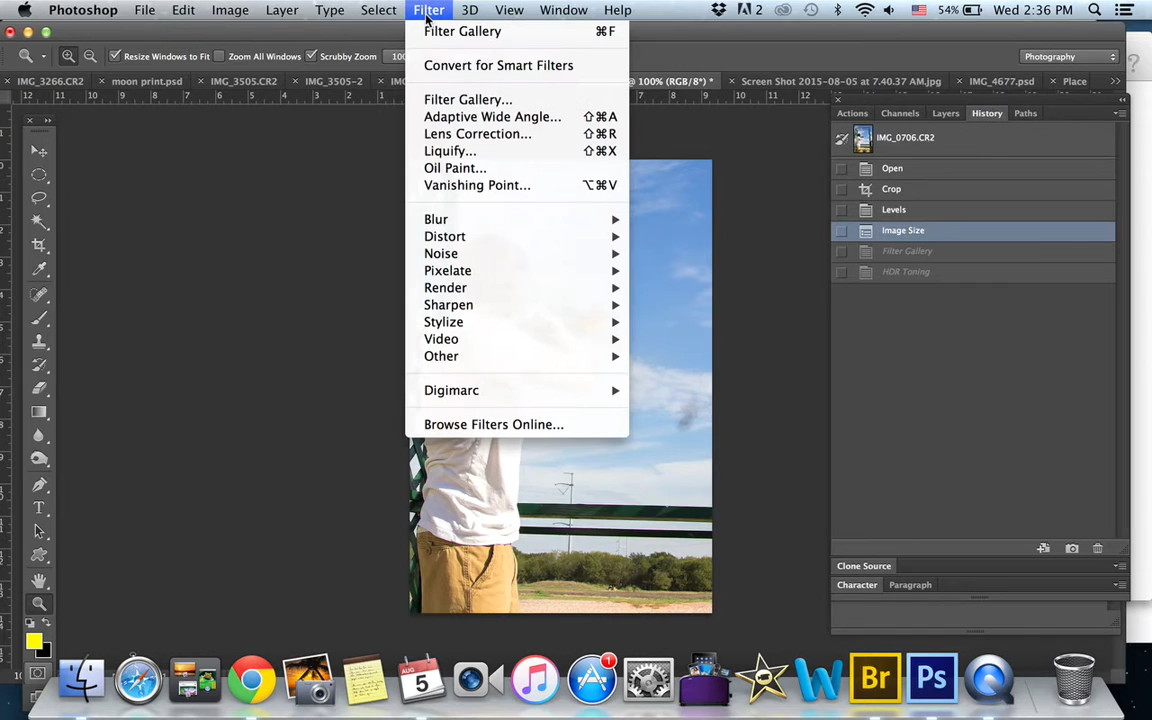 Photoshop File Edit Image Layer Type Select Filter 3D View Window Help 2 54% Wed 2:36 PM
Resize Windows to Fit Zoom All Windows Scrubby Zoom 100 Photography
IMG_3266.CR2 moon print.psd IMG_3505.CR2 IMG_3505-2 @ 100% (RGB/8*) * Screen Shot 2015-08-05 at 7.40.37 AM.jpg IMG_4677.psd Place
12 11 10 9 8 7 6 5 4 3 2 1 7 8 9 10 11 12
Filter Gallery ⌘F
Convert for Smart Filters
Filter Gallery...
Adaptive Wide Angle... ⇧⌘A
Lens Correction... ⇧⌘R
Liquify... ⇧⌘X
Oil Paint...
Vanishing Point... ⌥⌘V
Blur
Distort
Noise
Pixelate
Render
Sharpen
Stylize
Video
Other
Digimarc
Browse Filters Online...
Actions Channels Layers History Paths
IMG_0706.CR2
Open
Crop
Levels
Image Size
Filter Gallery
HDR Toning
Clone Source
Character Paragraph
AUG
5
1
W
Br
Ps